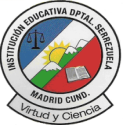 INSTITUCIÓN EDUCATIVA DPTAL. SERREZUELA
MADRID CUND.
Virtud y Ciencia